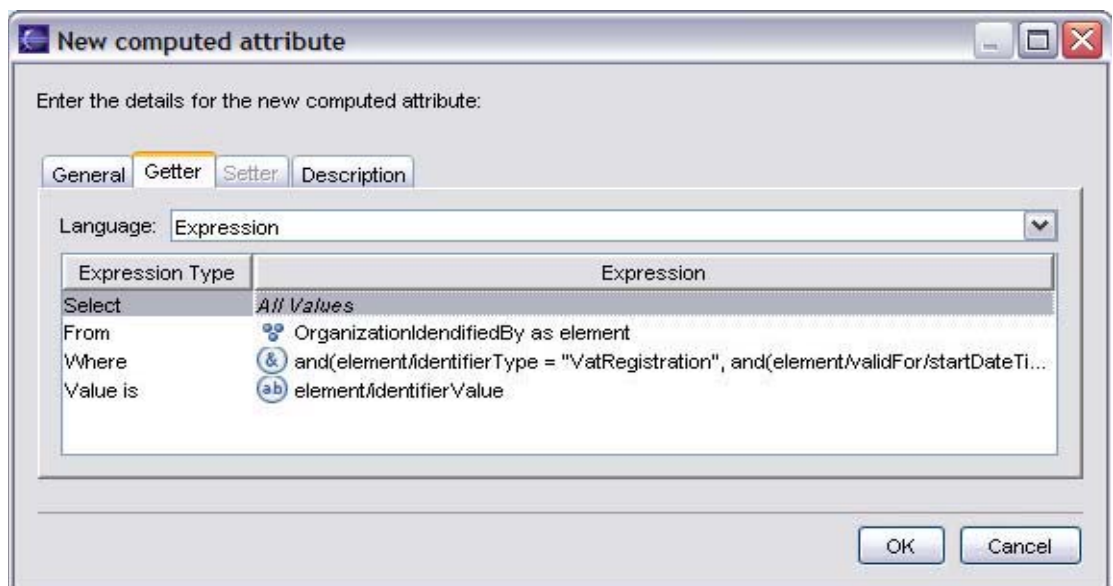 New computed attribute
Enter the details for the new computed attribute:
General Getter Setter Description
Language: Expression
Expression Type Expression
Select All Values
From OrganizationIdendifiedBy as element
Where & and(element/identifierType = "VatRegistration", and(element/validFor/startDateTi...
Value is ab element/identifierValue
OK Cancel